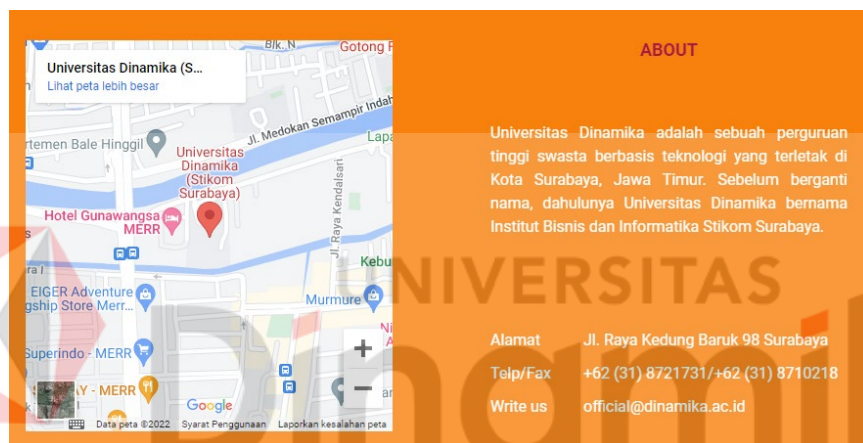 Universitas Dinamika (S...
Lihat peta lebih besar
Blk. N
Gotong
Jl. Medokan Semampir Indah
Bale Hinggil
Universitas
Dinamika
(Stikom
Surabaya)
Hotel Gunawangsa
MERR
Jl. Raya Kendalsari
EIGER Adventure
Store Merr...
Murmure
Superindo - MERR
- MERR
Google
Data peta ©2022 Syarat Penggunaan Laporkan kesalahan peta
ABOUT
Universitas Dinamika adalah sebuah perguruan
tinggi swasta berbasis teknologi yang terletak di
Kota Surabaya, Jawa Timur. Sebelum berganti
nama, dahulunya Universitas Dinamika bernama
Institut Bisnis dan Informatika Stikom Surabaya.
UNIVERSITAS
Dinamik
Alamat Jl. Raya Kedung Baruk 98 Surabaya
Telp/Fax +62 (31) 8721731/+62 (31) 8710218
Write us official@dinamika.ac.id